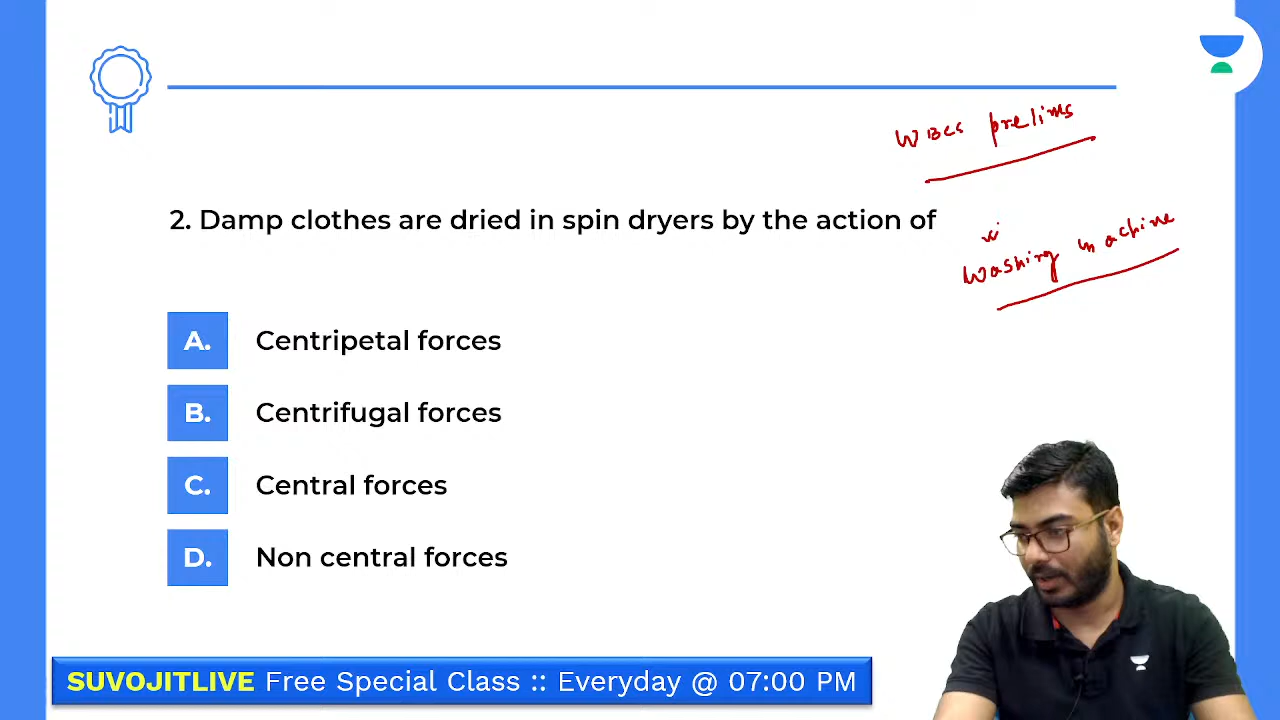 WBCS prelims
2. Damp clothes are dried in spin dryers by the action of
Washing machine
A. Centripetal forces
B. Centrifugal forces
C. Central forces
D. Non central forces
SUVOJITLIVE Free Special Class :: Everyday @ 07:00 PM